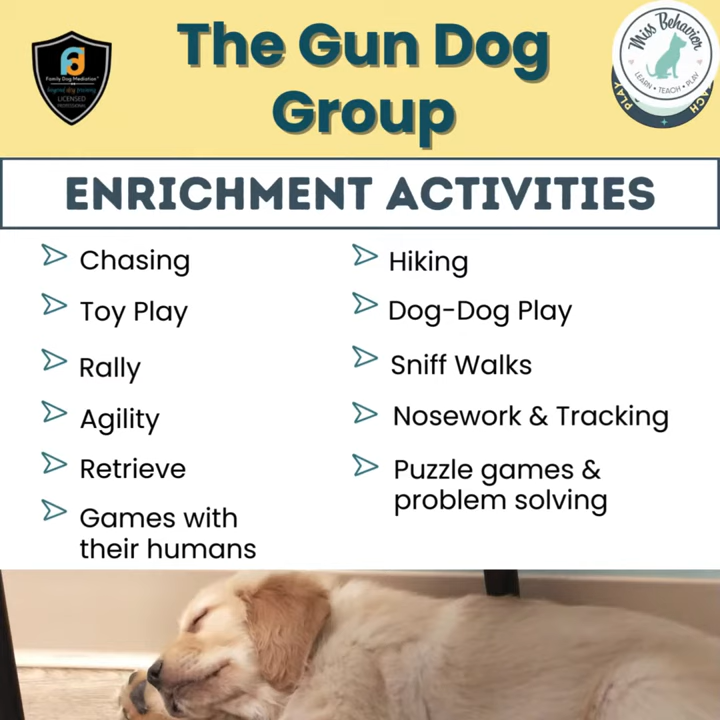 The Gun Dog
Group
Family Dog Mediation
LICENSED
PROFESSIONAL
Miss Behavior
LEARN • TEACH • PLAY
PLAY
ENRICHMENT ACTIVITIES
Chasing
Toy Play
Rally
Agility
Retrieve
Games with
their humans
Hiking
Dog-Dog Play
Sniff Walks
Nosework & Tracking
Puzzle games &
problem solving